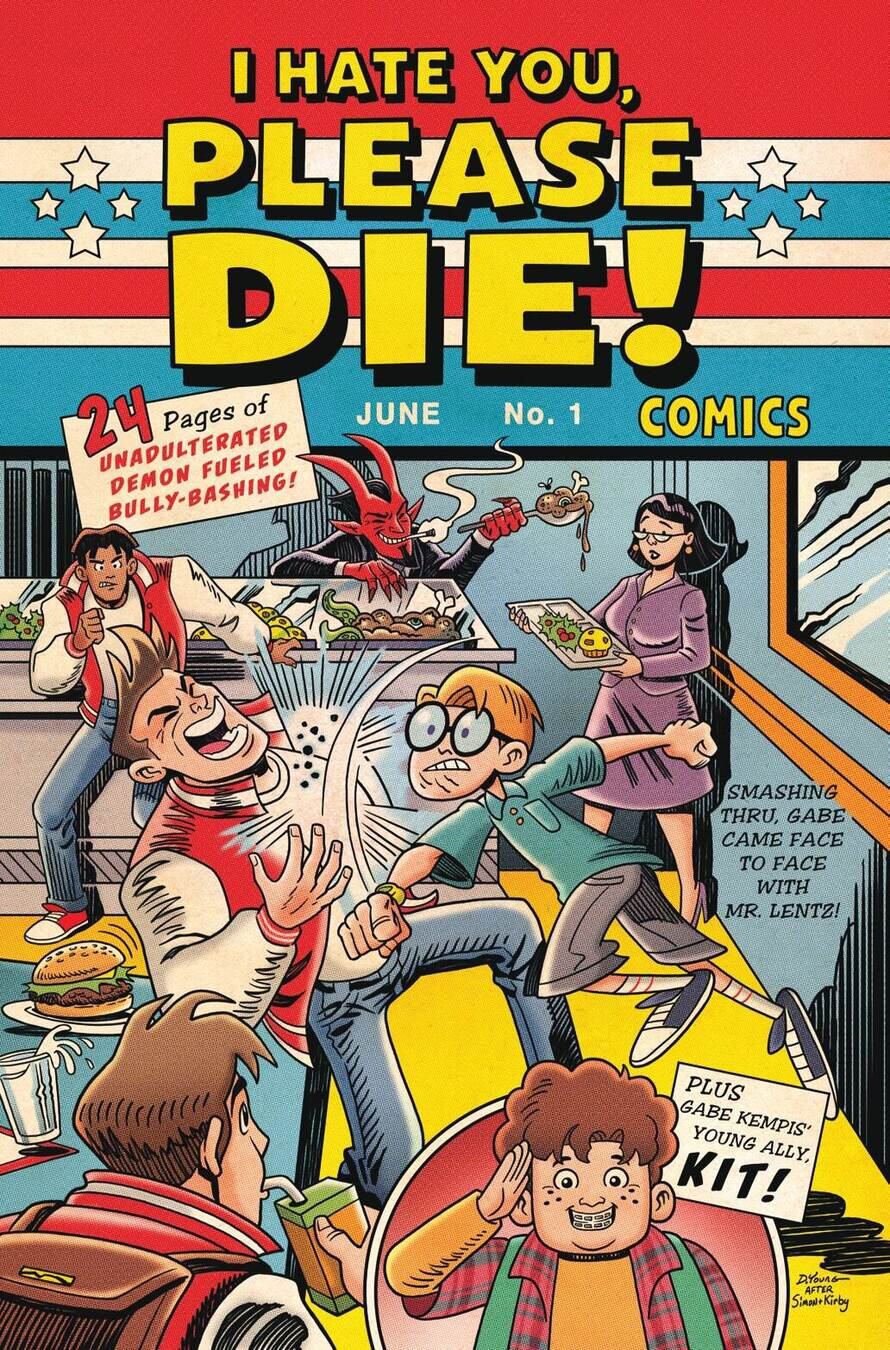 I HATE YOU,
PLEASE
DIE!
JUNE No. 1 COMICS
24 Pages of
UNADULTERATED
DEMON FUELED
BULLY-BASHING!
SMASHING
THRU, GABE
CAME FACE
TO FACE
WITH
MR. LENTZ!
PLUS
GABE KEMPIS'
YOUNG ALLY,
KIT!
D. YOUNG
AFTER
Simon + Kirby